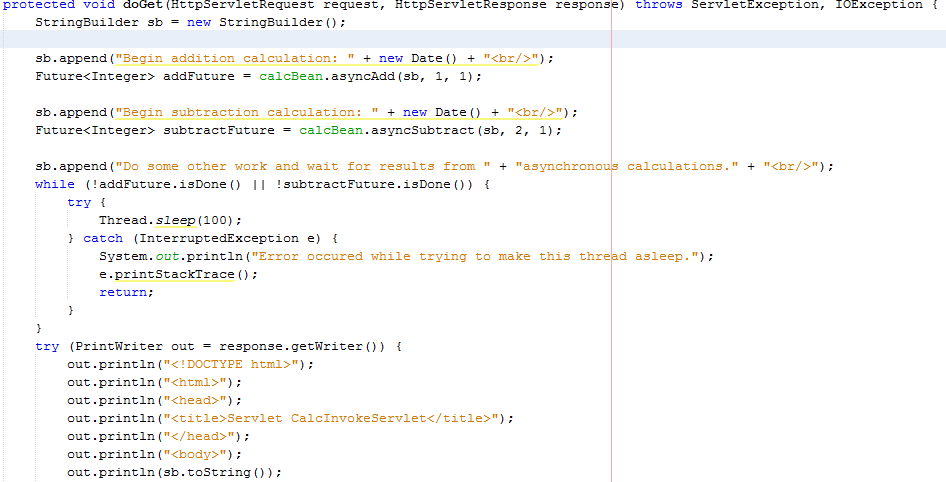 protected void doGet(HttpServletRequest request, HttpServletResponse response) throws ServletException, IOException {
    StringBuilder sb = new StringBuilder();

    sb.append("Begin addition calculation: " + new Date() + "<br/>");
    Future<Integer> addFuture = calcBean.asyncAdd(sb, 1, 1);

    sb.append("Begin subtraction calculation: " + new Date() + "<br/>");
    Future<Integer> subtractFuture = calcBean.asyncSubtract(sb, 2, 1);

    sb.append("Do some other work and wait for results from " + "asynchronous calculations." + "<br/>");
    while (!addFuture.isDone() || !subtractFuture.isDone()) {
        try {
            Thread.sleep(100);
        } catch (InterruptedException e) {
            System.out.println("Error occured while trying to make this thread asleep.");
            e.printStackTrace();
            return;
        }
    }
    try (PrintWriter out = response.getWriter()) {
        out.println("<!DOCTYPE html>");
        out.println("<html>");
        out.println("<head>");
        out.println("<title>Servlet CalcInvokeServlet</title>");
        out.println("</head>");
        out.println("<body>");
        out.println(sb.toString());